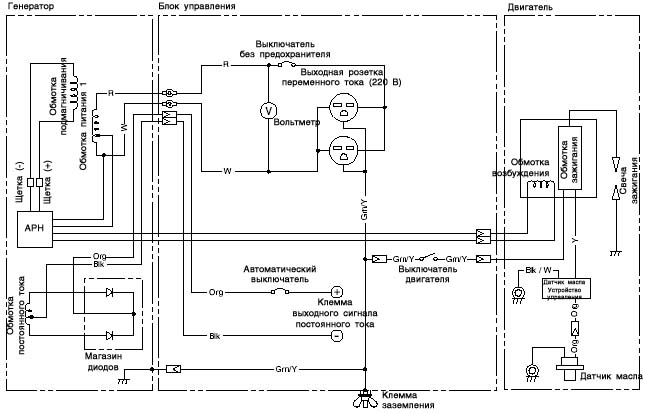 Генератор
Блок управления
Двигатель
Обмотка
подмагничивания
Обмотка питания 1
R
W
Щетка (-)
Щетка (+)
АРН
Org
Blk
Обмотка
постоянного тока
Магазин
диодов
R
Выключатель
без предохранителя
Выходная розетка
переменного тока (220 В)
V
Вольтметр
W
Grn/Y
Grn/Y
Grn/Y
Выключатель
двигателя
Автоматический
выключатель
Org
+
Клемма
выходного сигнала
постоянного тока
Blk
-
Grn/Y
Клемма
заземления
Обмотка
возбуждения
Обмотка
зажигания
Свеча
зажигания
Y
Blk / W
Датчик масла
Устройство
управления
Org
Org
Датчик масла